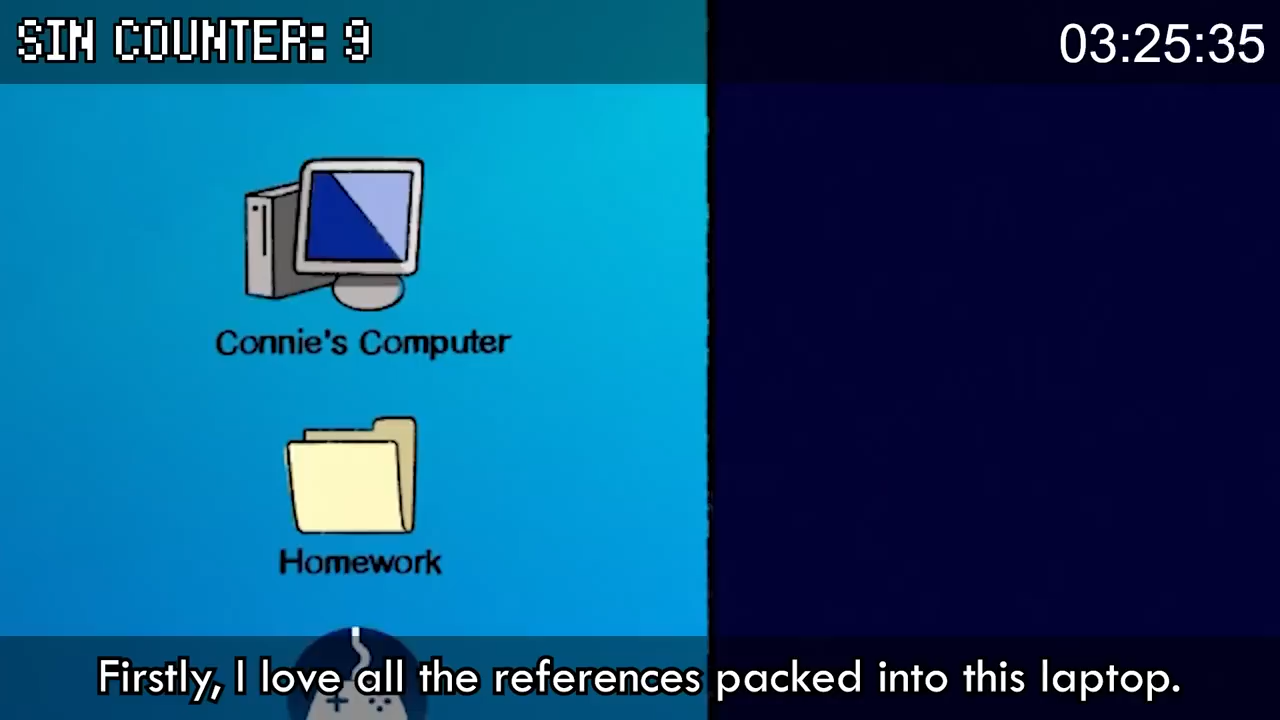 SIN COUNTER: 9
03:25:35
Connie's Computer
Homework
Firstly, I love all the references packed into this laptop.